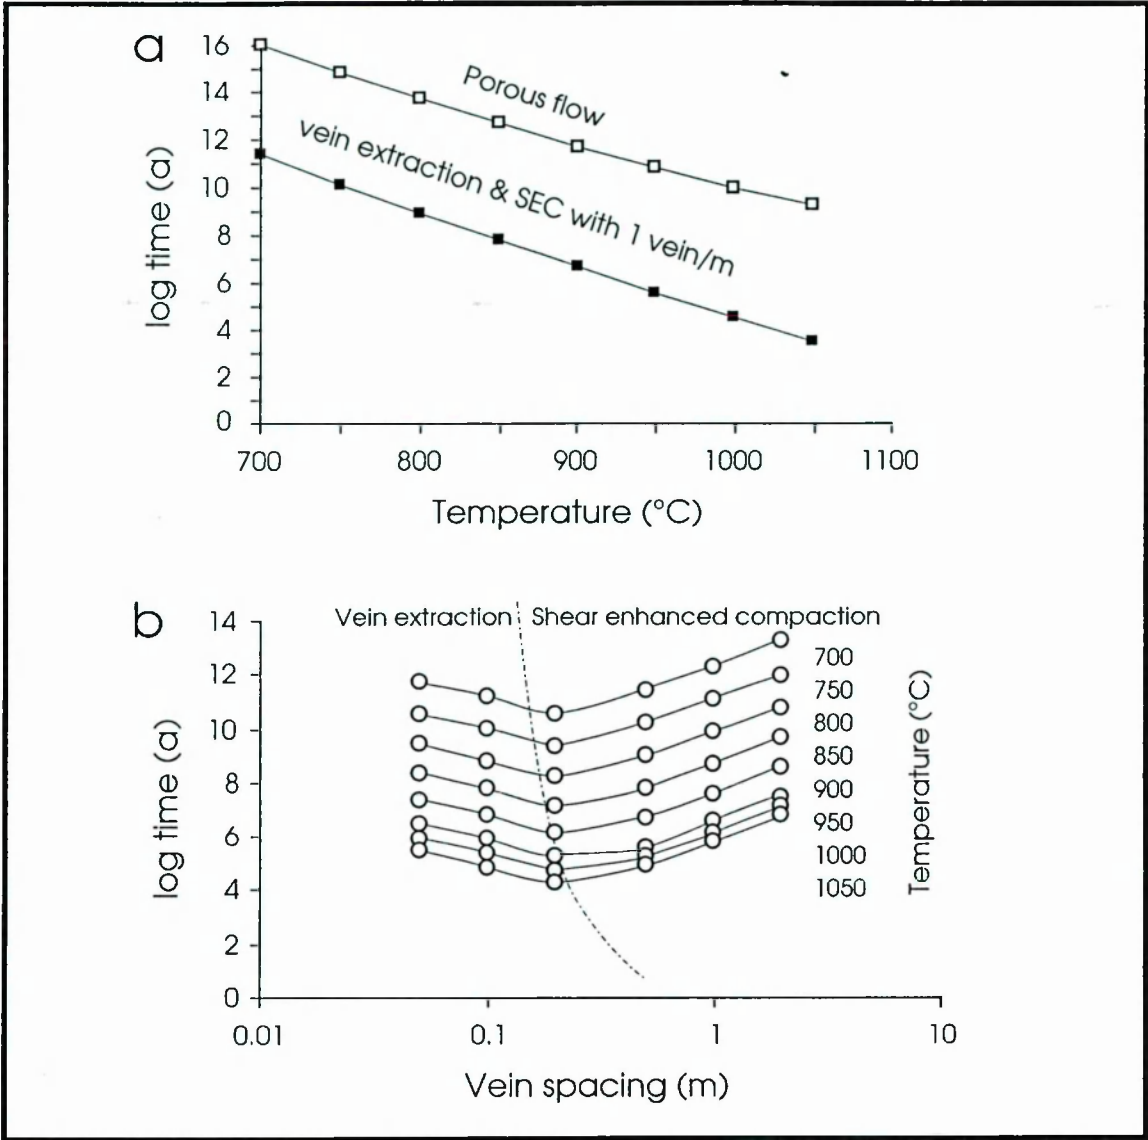 a
16
14
12
10
8
6
4
2
0
log time (a)
Porous flow
vein extraction & SEC with 1 vein/m
700 800 900 1000 1100
Temperature (°C)
b
Vein extraction Shear enhanced compaction
14
12
10
8
6
4
2
0
log time (a)
700
750
800
850
900
950
1000
1050
Temperature (°C)
0.01 0.1 1 10
Vein spacing (m)